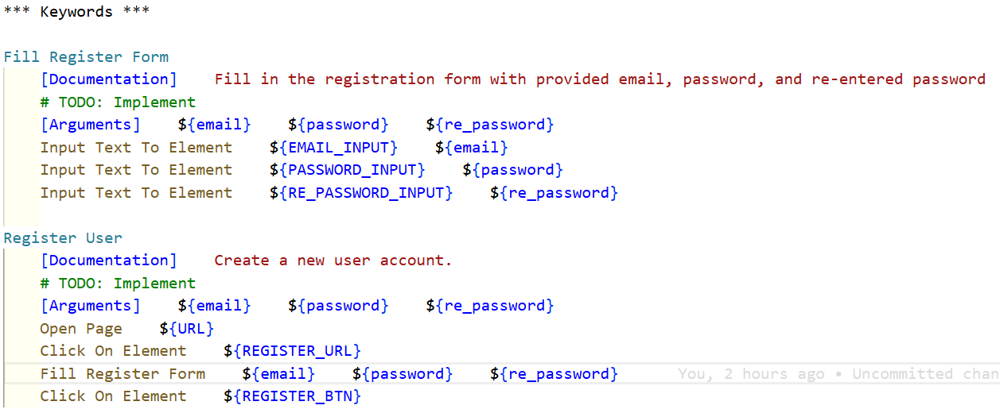 *** Keywords ***
Fill Register Form
[Documentation]    Fill in the registration form with provided email, password, and re-entered password
# TODO: Implement
[Arguments]    ${email}    ${password}    ${re_password}
Input Text To Element    ${EMAIL_INPUT}    ${email}
Input Text To Element    ${PASSWORD_INPUT}    ${password}
Input Text To Element    ${RE_PASSWORD_INPUT}    ${re_password}
Register User
[Documentation]    Create a new user account.
# TODO: Implement
[Arguments]    ${email}    ${password}    ${re_password}
Open Page    ${URL}
Click On Element    ${REGISTER_URL}
Fill Register Form    ${email}    ${password}    ${re_password}    You, 2 hours ago • Uncommitted chan
Click On Element    ${REGISTER_BTN}